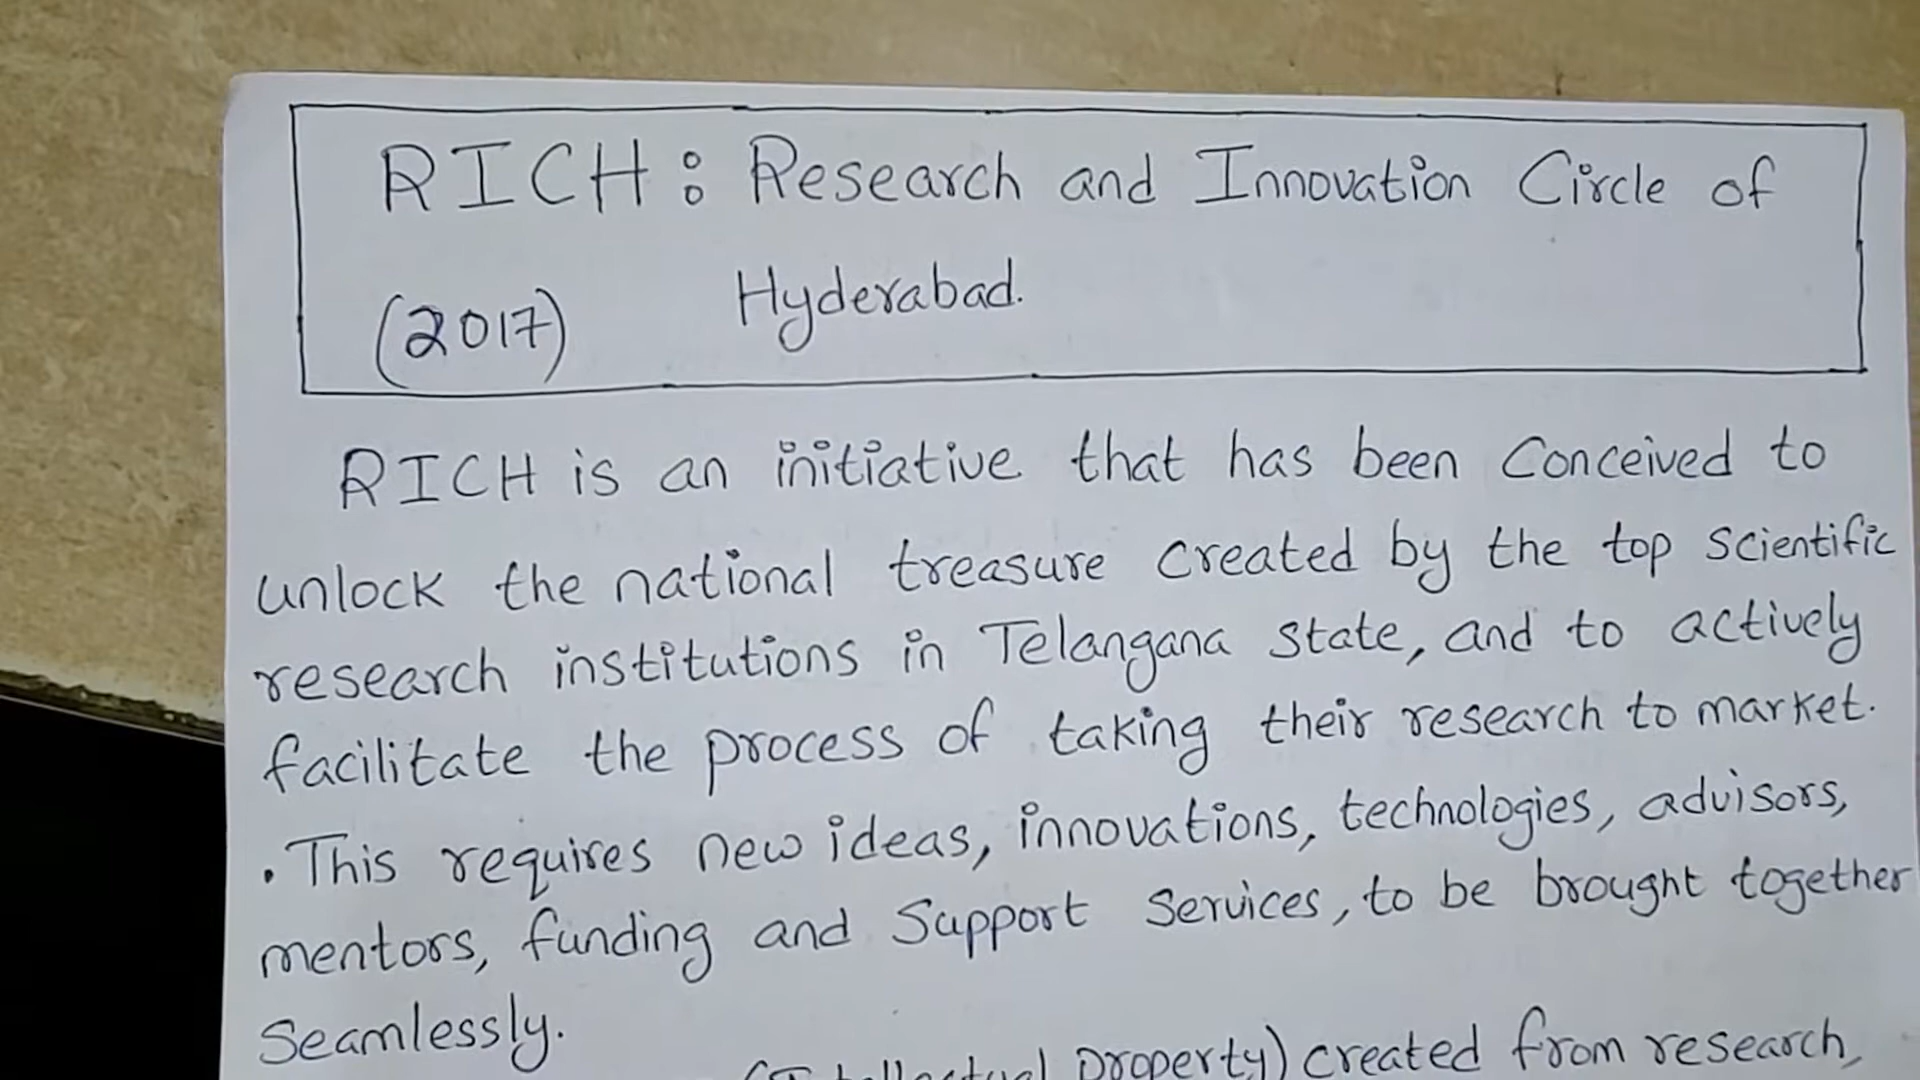 RICH: Research and Innovation Circle of
(2017) Hyderabad.
RICH is an initiative that has been Conceived to
unlock the national treasure created by the top scientific
research institutions in Telangana State, and to actively
facilitate the process of taking their research to market.
. This requires new ideas, innovations, technologies, advisors,
mentors, funding and Support Services, to be brought together
Seamlessly.
property) created from research,